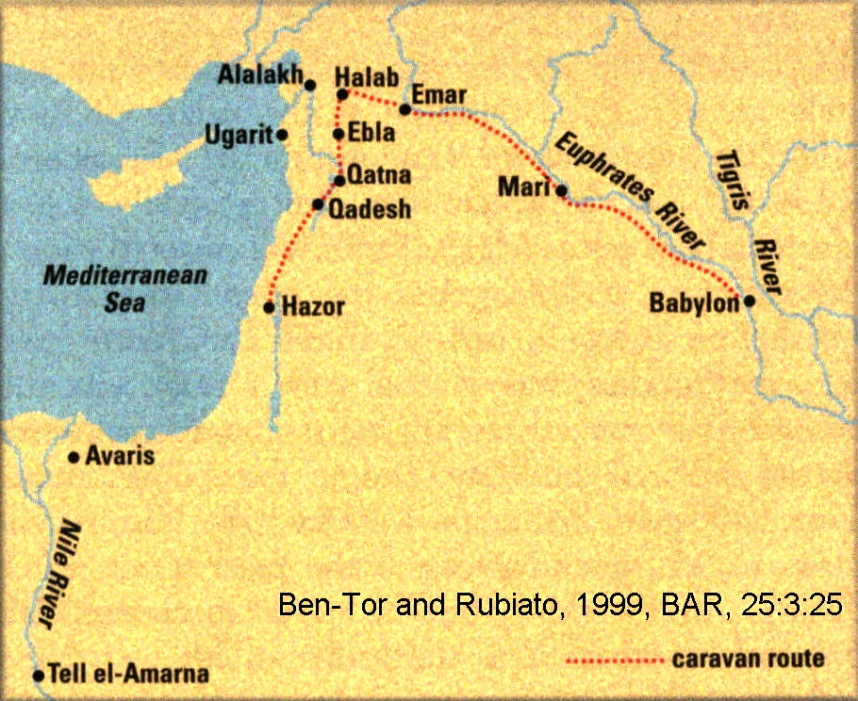 Alalakh
Halab
Emar
Ugarit
Ebla
Qatna
Qadesh
Mari
Euphrates River
Tigris River
Mediterranean
Sea
Hazor
Babylon
Avaris
Nile River
Ben-Tor and Rubiato, 1999, BAR, 25:3:25
caravan route
Tell el-Amarna